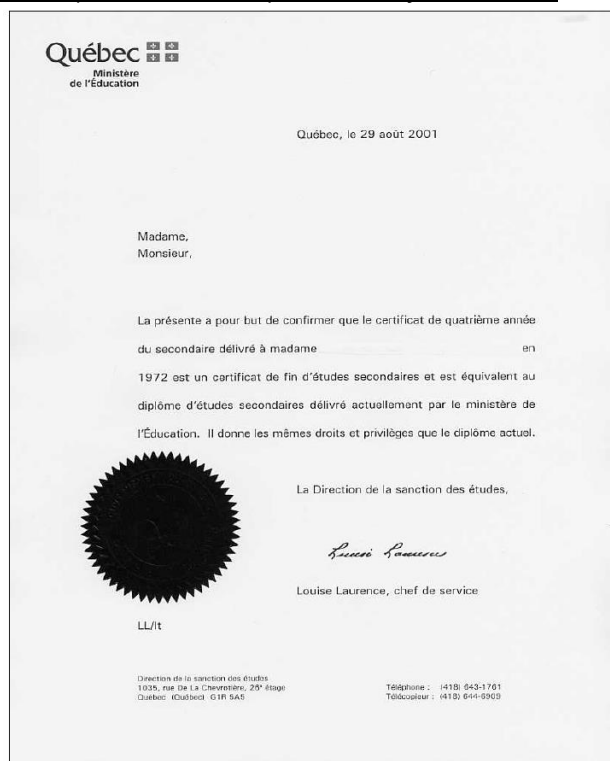 Québec
Ministère
de l'Éducation
Québec, le 29 août 2001
Madame,
Monsieur,
La présente a pour but de confirmer que le certificat de quatrième année
du secondaire délivré à madame en
1972 est un certificat de fin d'études secondaires et est équivalent au
diplôme d'études secondaires délivré actuellement par le ministère de
l'Éducation. Il donne les mêmes droits et privilèges que le diplôme actuel.
La Direction de la sanction des études,
Louise Laurence, chef de service
LL/lt
Direction de la sanction des études
1035, rue De La Chevrotière, 26e étage
Québec (Québec) G1R 5A5
Téléphone : (418) 643-1761
Télécopieur : (418) 644-6909